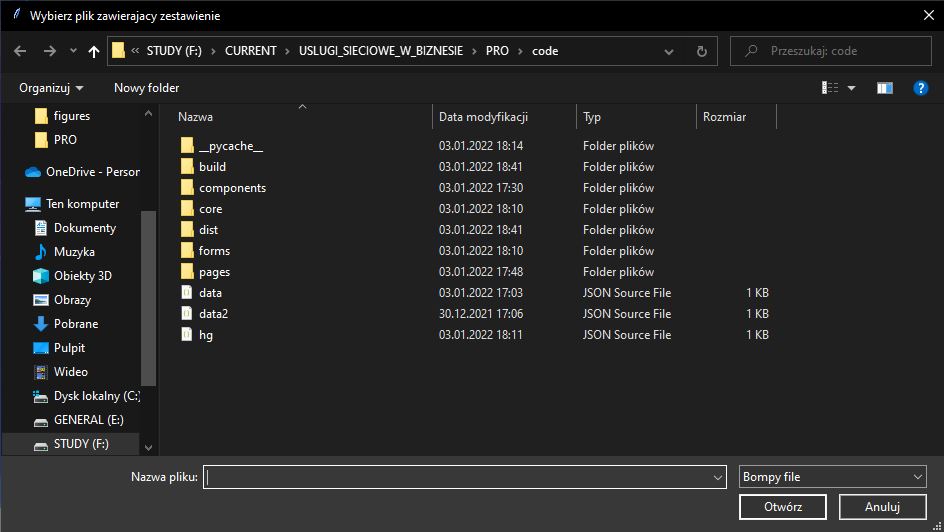 Wybierz plik zawierajacy zestawienie
« STUDY (F:) › CURRENT › USLUGI_SIECIOWE_W_BIZNESIE › PRO › code
Przeszukaj: code
Organizuj
Nowy folder
figures
PRO
OneDrive - Person
Ten komputer
Dokumenty
Muzyka
Obiekty 3D
Obrazy
Pobrane
Pulpit
Wideo
Dysk lokalny (C:)
GENERAL (E:)
STUDY (F:)
Nazwa Data modyfikacji Typ Rozmiar
__pycache__ 03.01.2022 18:14 Folder plików
build 03.01.2022 18:41 Folder plików
components 03.01.2022 17:30 Folder plików
core 03.01.2022 18:10 Folder plików
dist 03.01.2022 18:41 Folder plików
forms 03.01.2022 18:10 Folder plików
pages 03.01.2022 17:48 Folder plików
data 03.01.2022 17:03 JSON Source File 1 KB
data2 30.12.2021 17:06 JSON Source File 1 KB
hg 03.01.2022 18:11 JSON Source File 1 KB
Nazwa pliku:
Bompy file
Otwórz
Anuluj